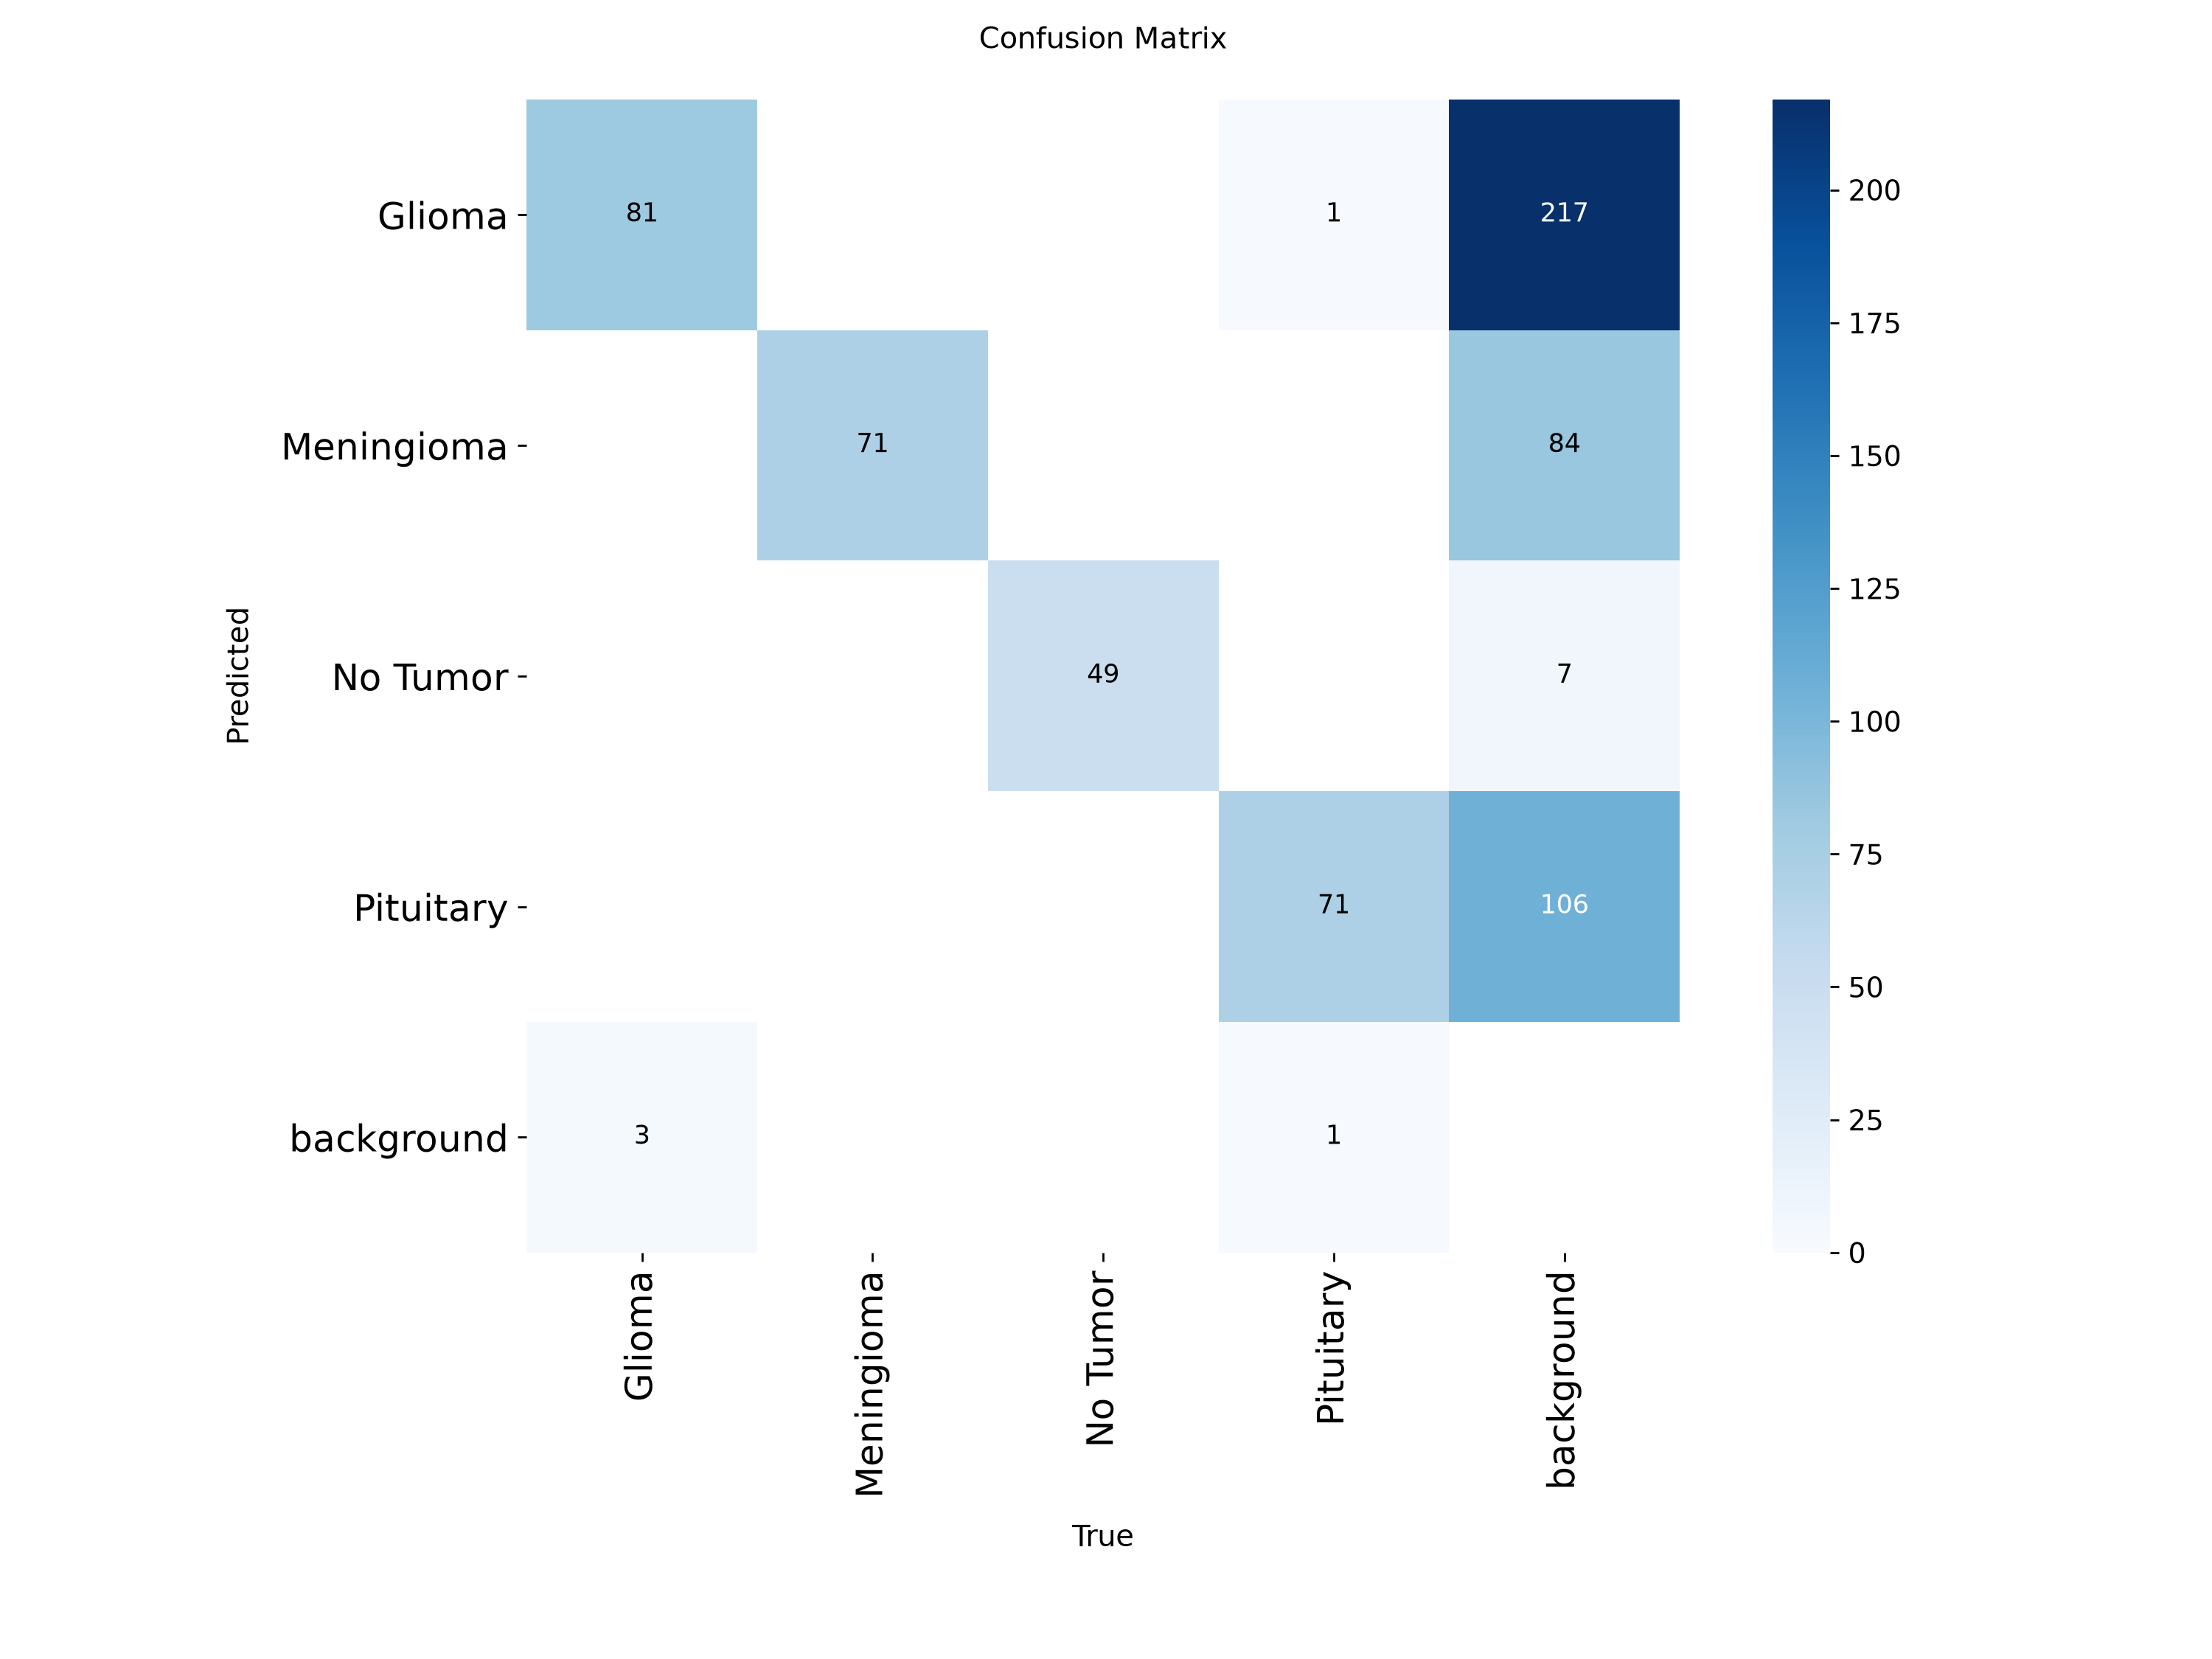 Confusion Matrix
Glioma
81
1
217
Meningioma
71
84
No Tumor
49
7
Pituitary
71
106
background
3
1
Predicted
Glioma
Meningioma
No Tumor
Pituitary
background
True
200
175
150
125
100
75
50
25
0